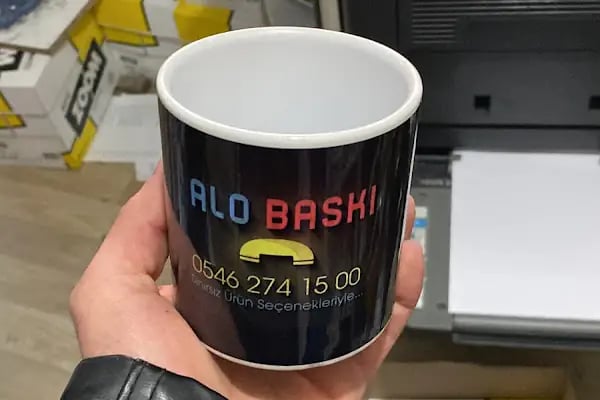 ZOOM
ALO BASKI
0546 274 15 00
Sınırsız Ürün Seçenekleriyle...